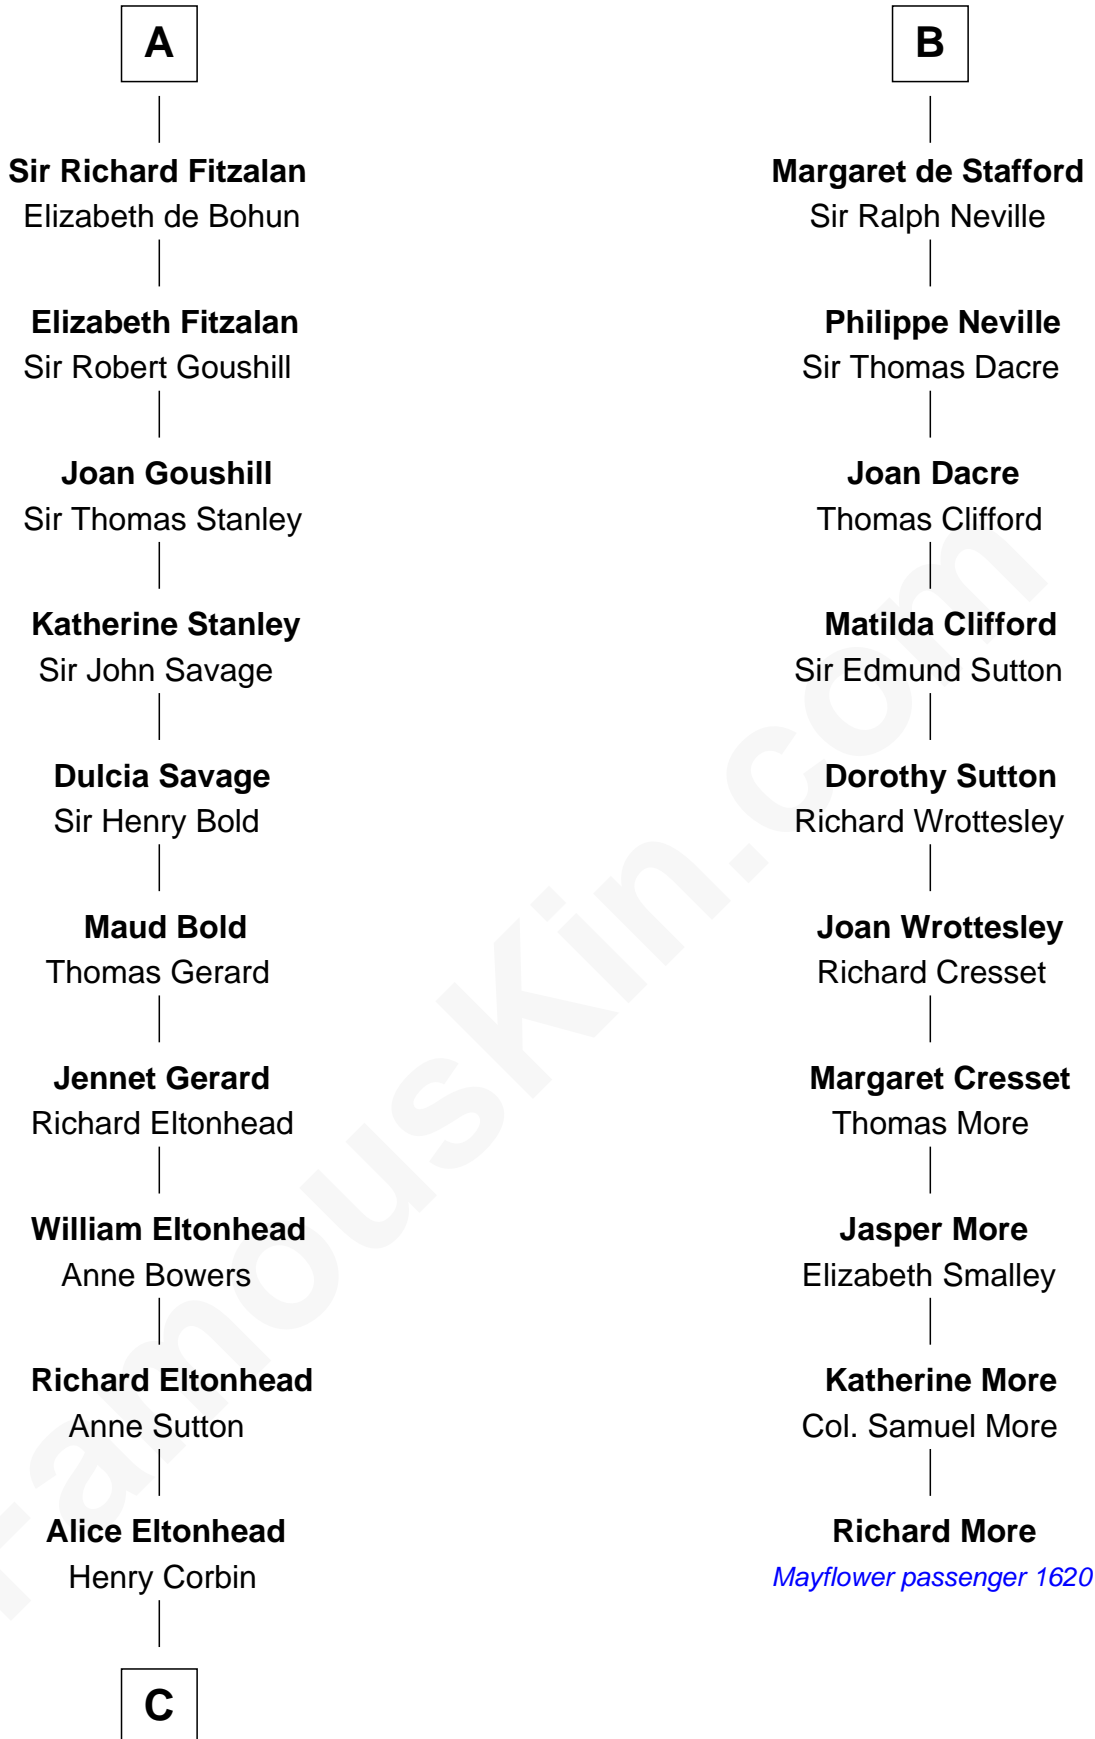 A
Sir Richard Fitzalan
Elizabeth de Bohun
Elizabeth Fitzalan
Sir Robert Goushill
Joan Goushill
Sir Thomas Stanley
Katherine Stanley
Sir John Savage
Dulcia Savage
Sir Henry Bold
Maud Bold
Thomas Gerard
Jennet Gerard
Richard Eltonhead
William Eltonhead
Anne Bowers
Richard Eltonhead
Anne Sutton
Alice Eltonhead
Henry Corbin
C
B
Margaret de Stafford
Sir Ralph Neville
Philippe Neville
Sir Thomas Dacre
Joan Dacre
Thomas Clifford
Matilda Clifford
Sir Edmund Sutton
Dorothy Sutton
Richard Wrottesley
Joan Wrottesley
Richard Cresset
Margaret Cresset
Thomas More
Jasper More
Elizabeth Smalley
Katherine More
Col. Samuel More
Richard More
Mayflower passenger 1620
FamousKin.com